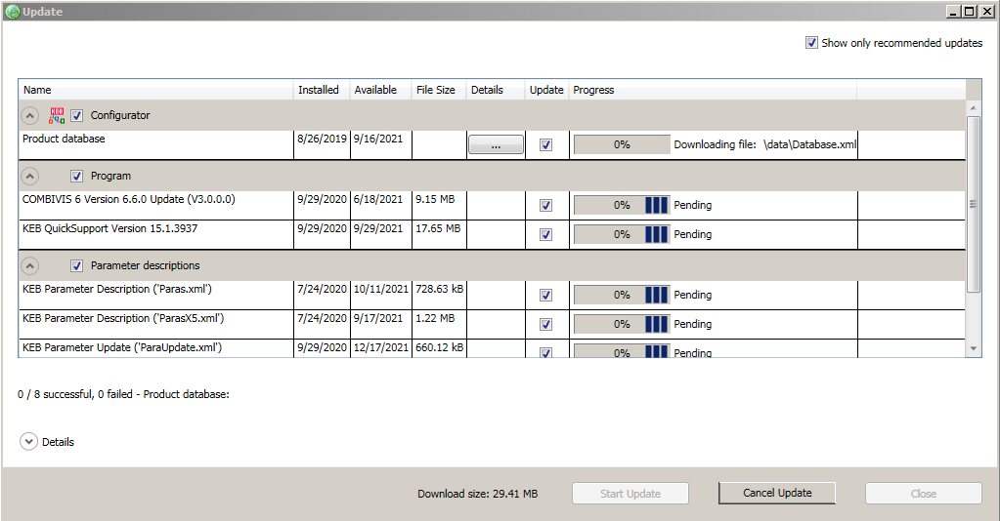 Update
Show only recommended updates
Name Installed Available File Size Details Update Progress
KEB Configurator
Product database 8/26/2019 9/16/2021 ... 0% Downloading file: \data\Database.xml
Program
COMBIVIS 6 Version 6.6.0 Update (V3.0.0.0) 9/29/2020 6/18/2021 9.15 MB 0% Pending
KEB QuickSupport Version 15.1.3937 9/29/2020 9/29/2021 17.65 MB 0% Pending
Parameter descriptions
KEB Parameter Description ('Paras.xml') 7/24/2020 10/11/2021 728.63 kB 0% Pending
KEB Parameter Description ('ParasX5.xml') 7/24/2020 9/17/2021 1.22 MB 0% Pending
KEB Parameter Update ('ParaUpdate.xml') 9/29/2020 12/17/2021 660.12 kB 0% Pending
0 / 8 successful, 0 failed - Product database:
Details
Download size: 29.41 MB Start Update Cancel Update Close